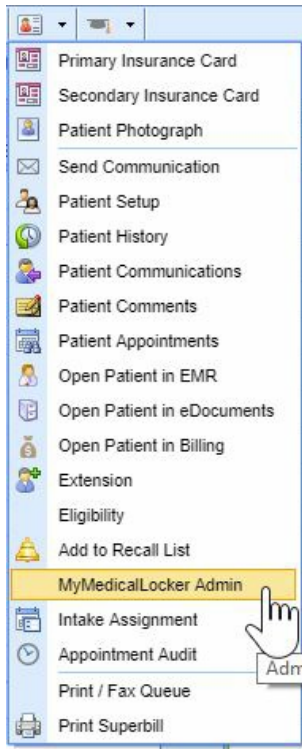 Primary Insurance Card
Secondary Insurance Card
Patient Photograph
Send Communication
Patient Setup
Patient History
Patient Communications
Patient Comments
Patient Appointments
Open Patient in EMR
Open Patient in eDocuments
Open Patient in Billing
Extension
Eligibility
Add to Recall List
MyMedicalLocker Admin
Intake Assignment
Appointment Audit
Adm
Print / Fax Queue
Print Superbill